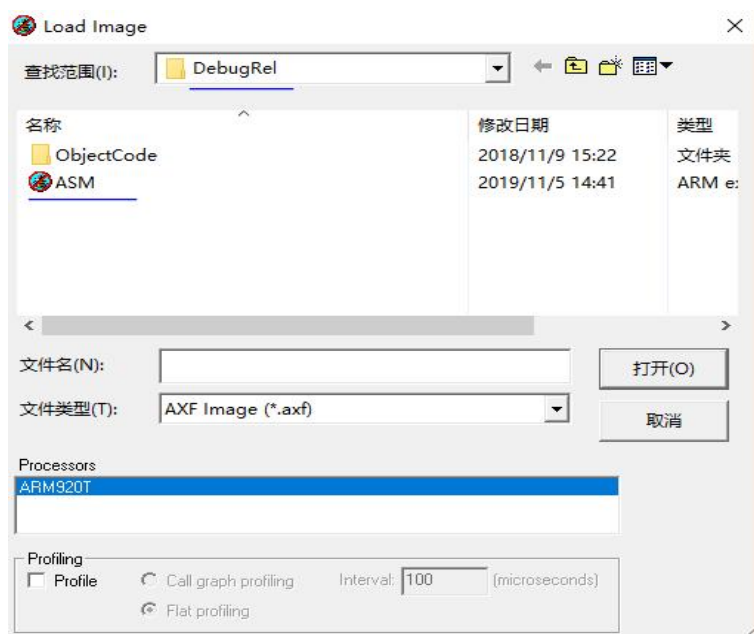 Load Image
查找范围(I): DebugRel
名称 修改日期 类型
ObjectCode 2018/11/9 15:22 文件夹
ASM 2019/11/5 14:41 ARM e
文件名(N): 打开(O)
文件类型(T): AXF Image (*.axf) 取消
Processors
ARM920T
Profiling
Profile Call graph profiling Interval: 100 (microseconds)
Flat profiling